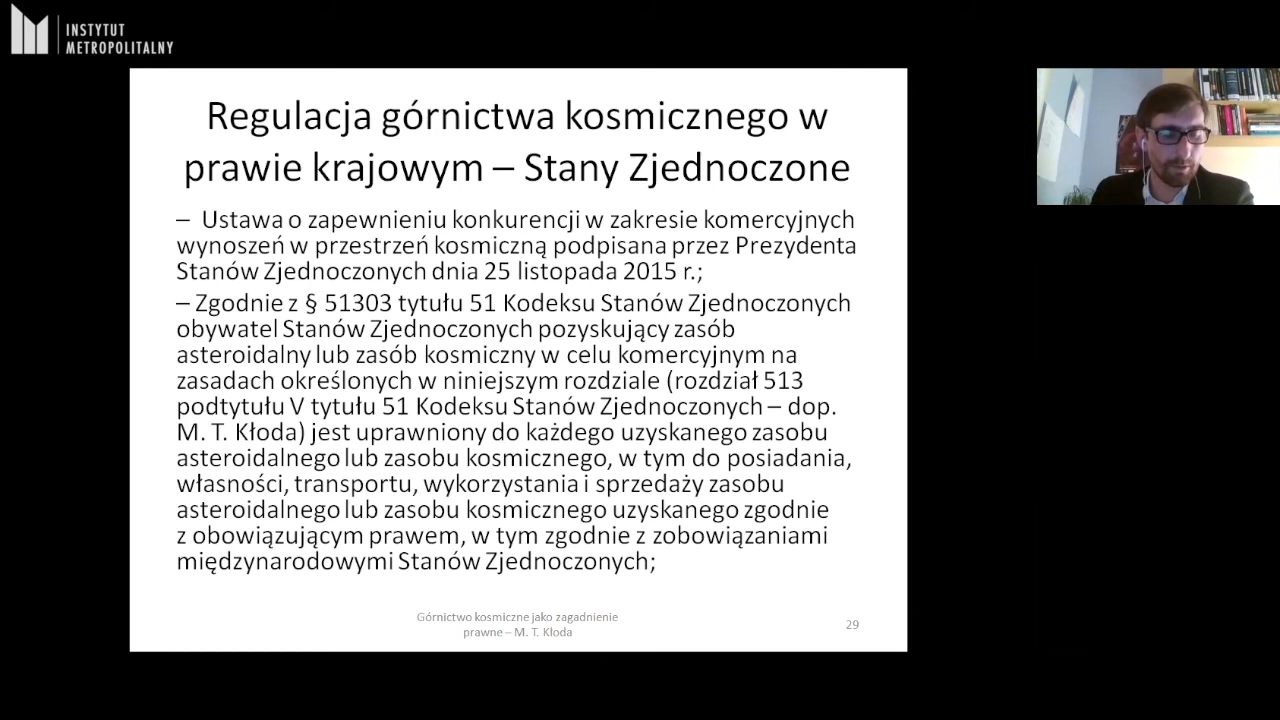 INSTYTUT
METROPOLITALNY
Regulacja górnictwa kosmicznego w
prawie krajowym – Stany Zjednoczone
– Ustawa o zapewnieniu konkurencji w zakresie komercyjnych
wynoszeń w przestrzeń kosmiczną podpisana przez Prezydenta
Stanów Zjednoczonych dnia 25 listopada 2015 r.;
– Zgodnie z § 51303 tytułu 51 Kodeksu Stanów Zjednoczonych
obywatel Stanów Zjednoczonych pozyskujący zasób
asteroidalny lub zasób kosmiczny w celu komercyjnym na
zasadach określonych w niniejszym rozdziale (rozdział 513
podtytułu V tytułu 51 Kodeksu Stanów Zjednoczonych – dop.
M. T. Kłoda) jest uprawniony do każdego uzyskanego zasobu
asteroidalnego lub zasobu kosmicznego, w tym do posiadania,
własności, transportu, wykorzystania i sprzedaży zasobu
asteroidalnego lub zasobu kosmicznego uzyskanego zgodnie
z obowiązującym prawem, w tym zgodnie z zobowiązaniami
międzynarodowymi Stanów Zjednoczonych;
Górnictwo kosmiczne jako zagadnienie
prawne – M. T. Kłoda
29